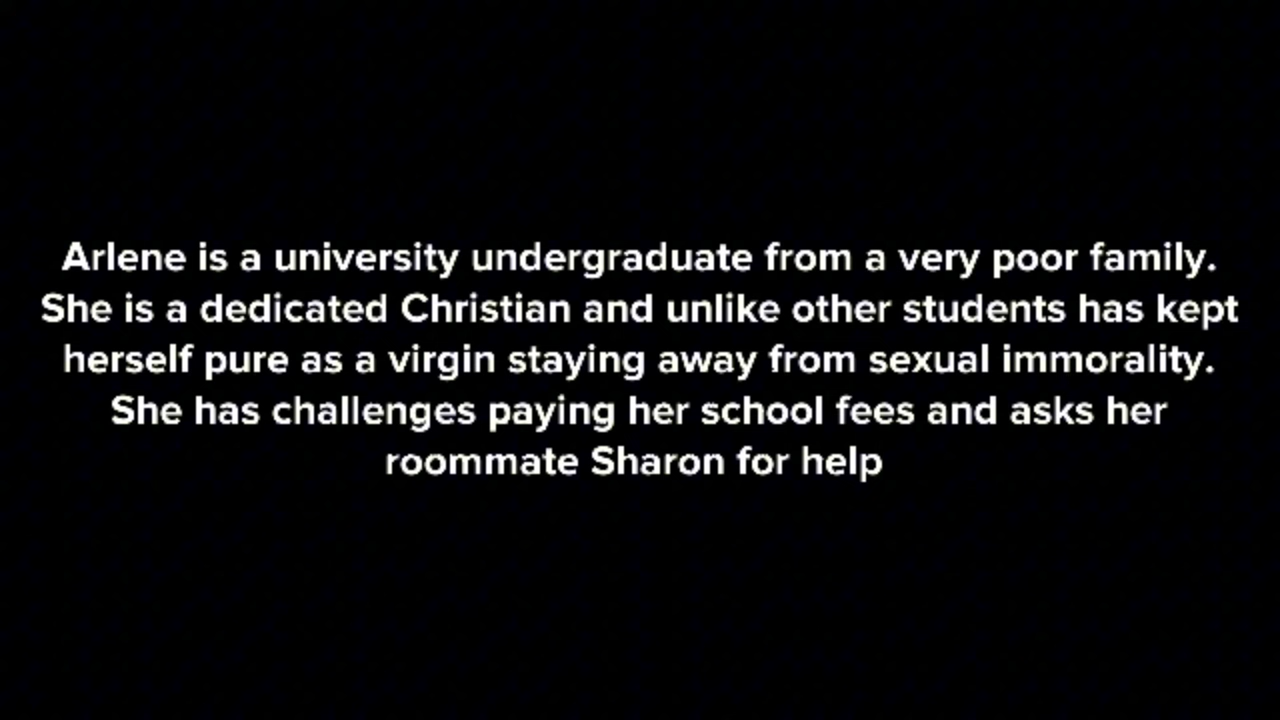 Arlene is a university undergraduate from a very poor family.
She is a dedicated Christian and unlike other students has kept
herself pure as a virgin staying away from sexual immorality.
She has challenges paying her school fees and asks her
roommate Sharon for help